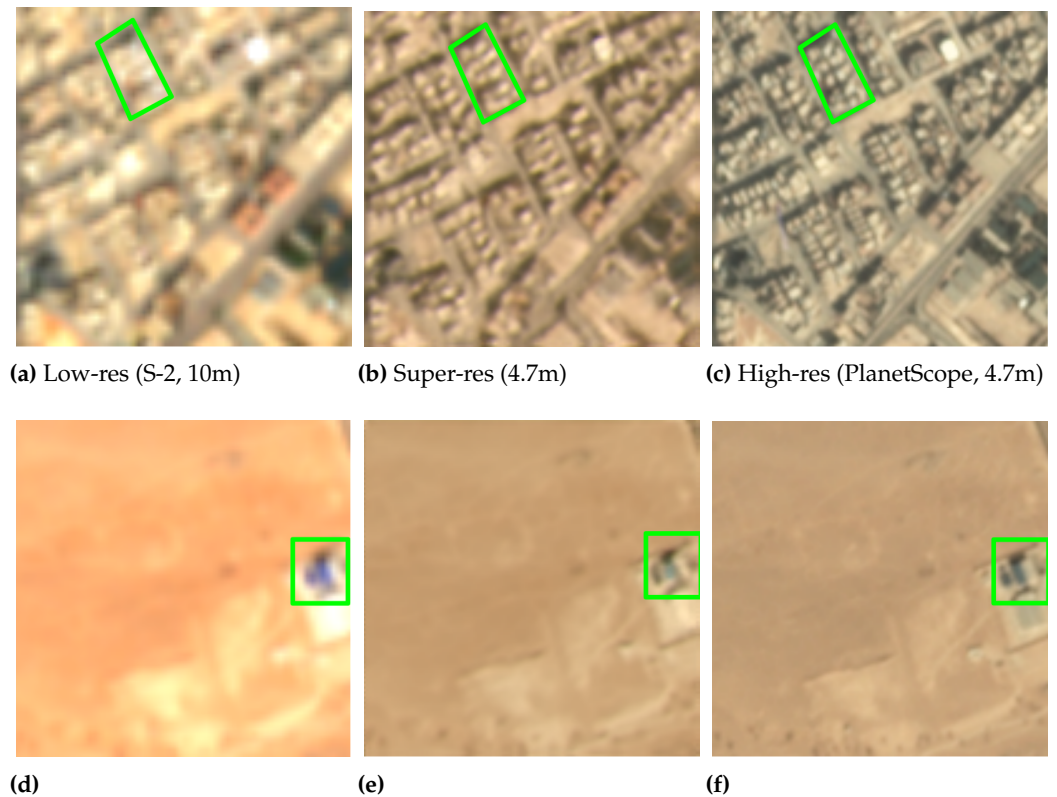 (a) Low-res (S-2, 10m)
(b) Super-res (4.7m)
(c) High-res (PlanetScope, 4.7m)
(d)
(e)
(f)